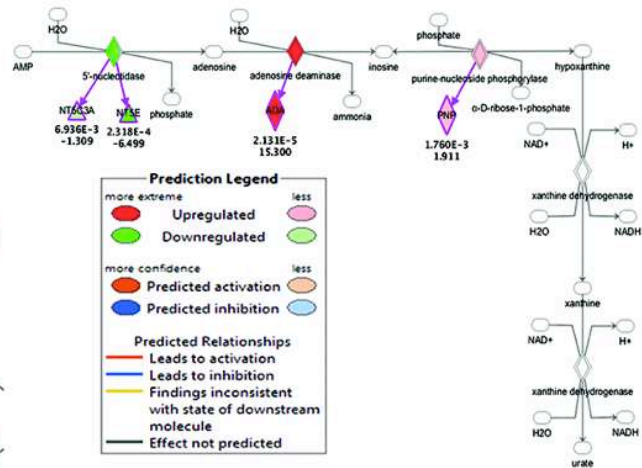 H2O
H2O
phosphate
AMP
adenosine
inosine
hypoxanthine
5'-nucleotidase
adenosine deaminase
purine-nucleoside phosphorylase
α-D-ribose-1-phosphate
NT5C3A
NT5E
phosphate
ADA
ammonia
PNP
6.936E-3
-1.309
2.318E-4
-6.499
2.131E-5
15.300
1.760E-3
1.911
NAD+
H+
xanthine dehydrogenase
H2O
NADH
xanthine
NAD+
H+
xanthine dehydrogenase
H2O
NADH
urate
Prediction Legend
more extreme
less
Upregulated
Downregulated
more confidence
less
Predicted activation
Predicted inhibition
Predicted Relationships
Leads to activation
Leads to inhibition
Findings inconsistent
with state of downstream
molecule
Effect not predicted